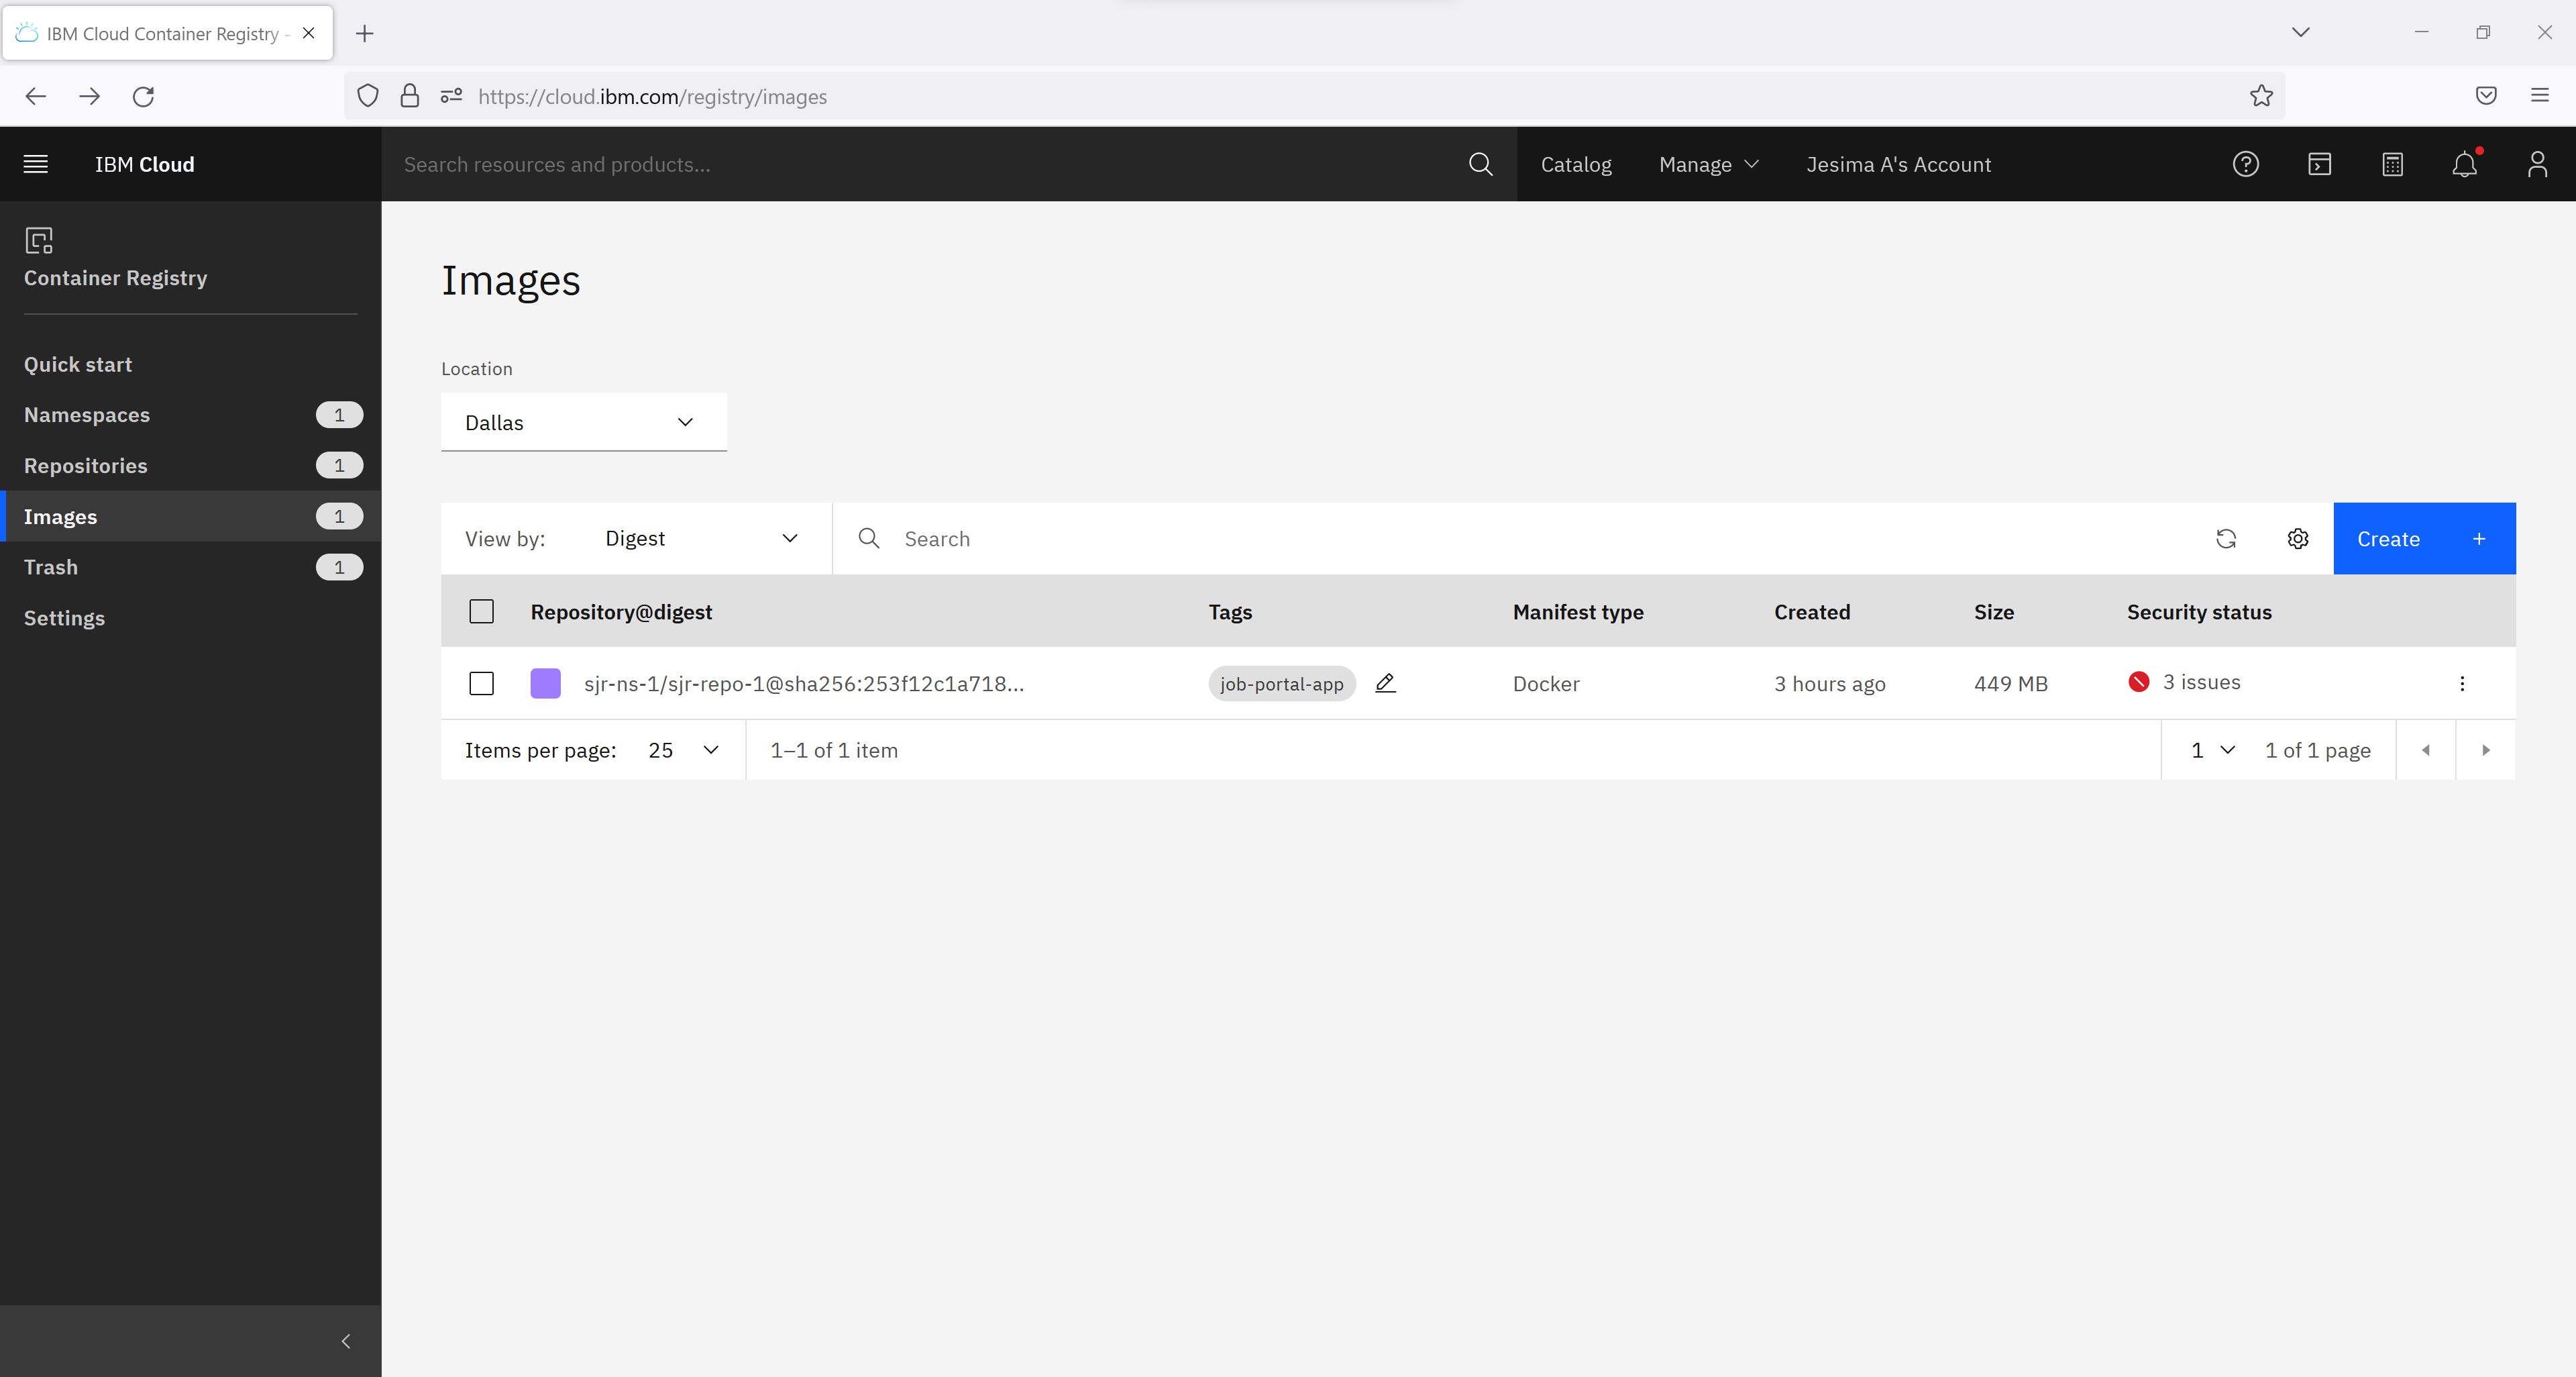 IBM Cloud Container Registry -
https://cloud.ibm.com/registry/images
IBM Cloud
Search resources and products...
Catalog
Manage
Jesima A's Account
Container Registry
Quick start
Namespaces 1
Repositories 1
Images 1
Trash 1
Settings
Images
Location
Dallas
View by: Digest
Search
Create +
Repository@digest Tags Manifest type Created Size Security status
sjr-ns-1/sjr-repo-1@sha256:253f12c1a718... job-portal-app Docker 3 hours ago 449 MB 3 issues
Items per page: 25 1–1 of 1 item 1 1 of 1 page